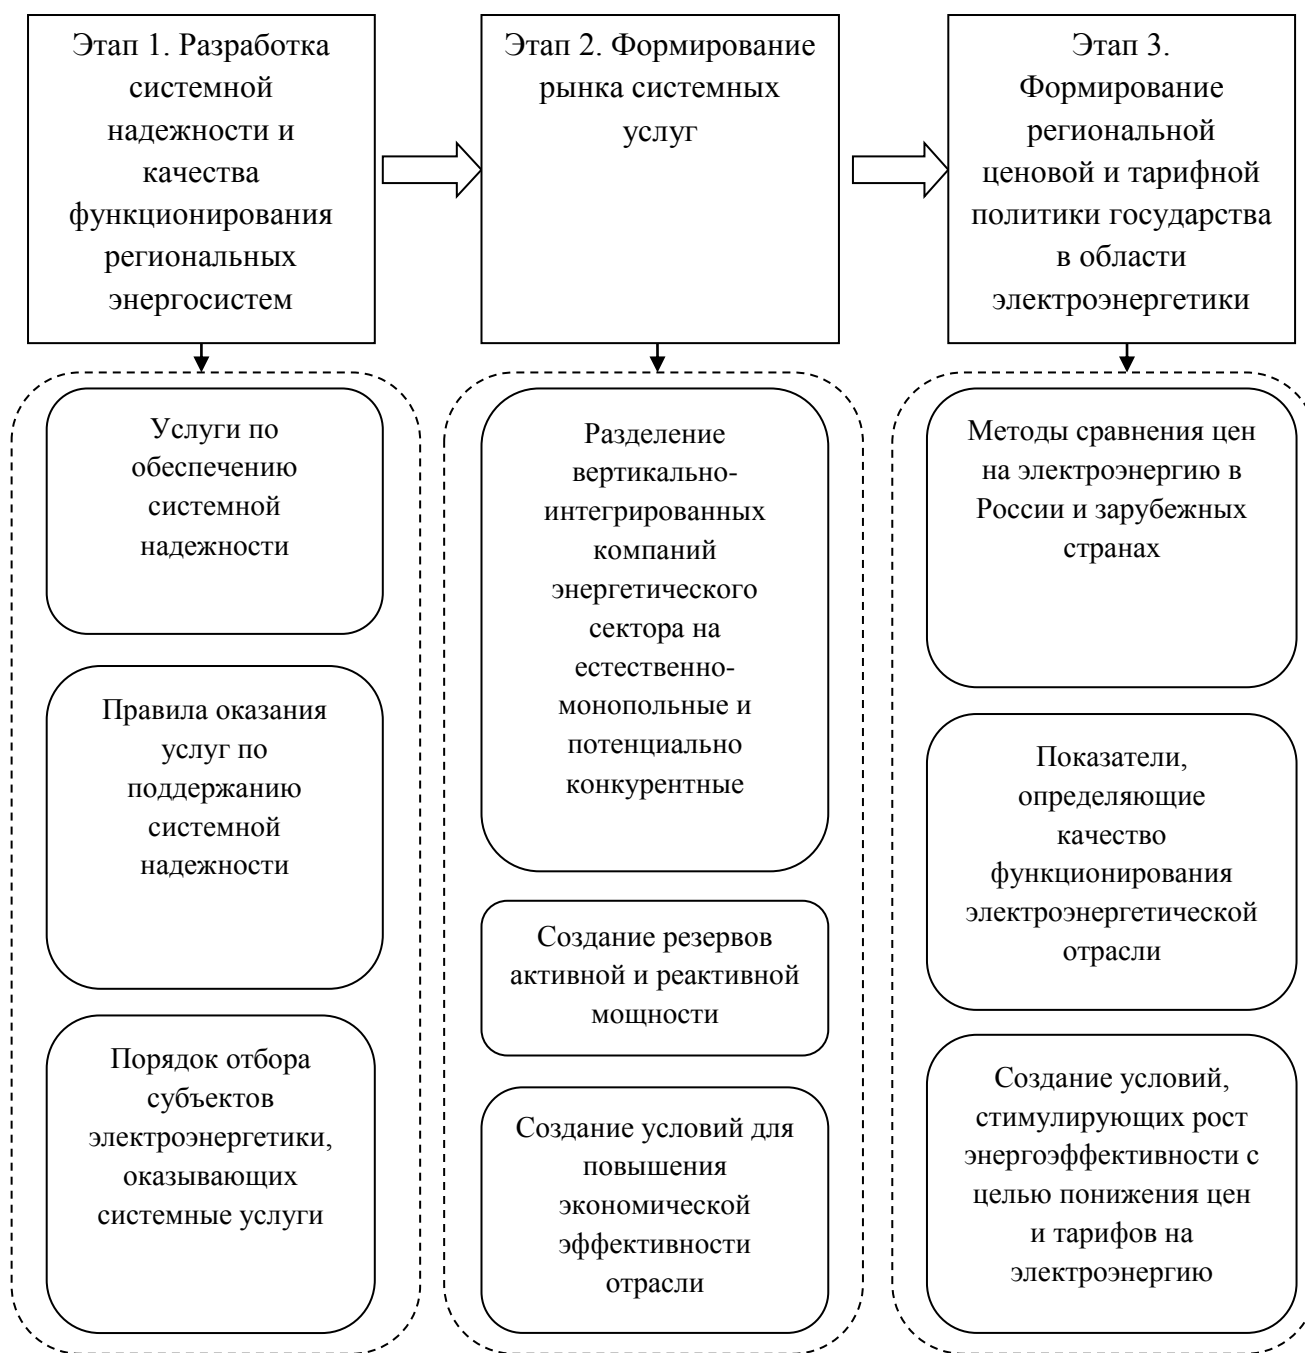 Этап 1. Разработка
системной
надежности и
качества
функционирования
региональных
энергосистем
Этап 2. Формирование
рынка системных
услуг
Этап 3.
Формирование
региональной
ценовой и тарифной
политики государства
в области
электроэнергетики
Услуги по
обеспечению
системной
надежности
Правила оказания
услуг по
поддержанию
системной
надежности
Порядок отбора
субъектов
электроэнергетики,
оказывающих
системные услуги
Разделение
вертикально-
интегрированных
компаний
энергетического
сектора на
естественно-
монопольные и
потенциально
конкурентные
Создание резервов
активной и реактивной
мощности
Создание условий для
повышения
экономической
эффективности
отрасли
Методы сравнения цен
на электроэнергию в
России и зарубежных
странах
Показатели,
определяющие
качество
функционирования
электроэнергетической
отрасли
Создание условий,
стимулирующих рост
энергоэффективности с
целью понижения цен
и тарифов на
электроэнергию